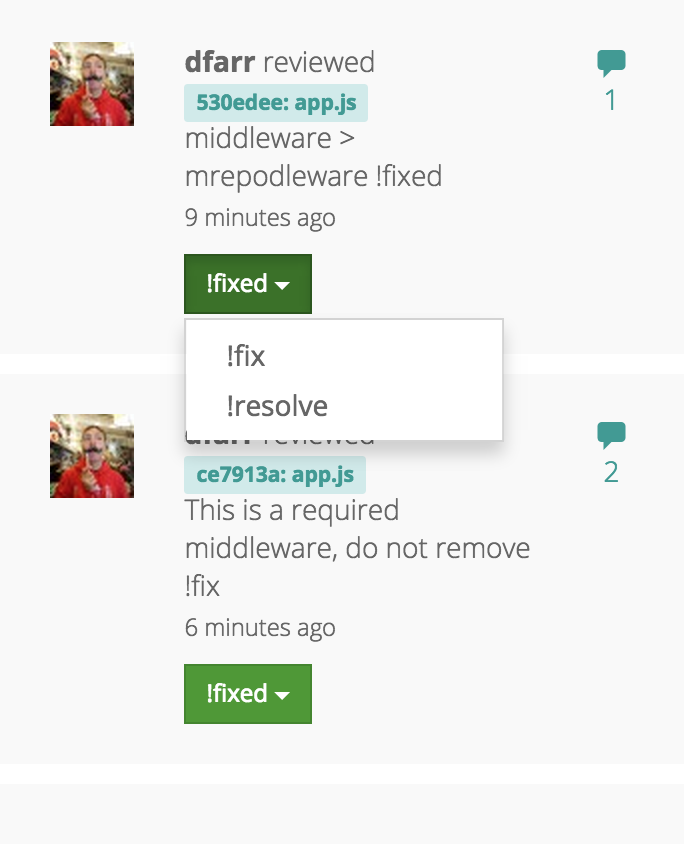 dfarr reviewed
1
530edee: app.js
middleware >
mrepodleware !fixed
9 minutes ago
!fixed
!fix
!resolve
dfarr reviewed
2
ce7913a: app.js
This is a required
middleware, do not remove
!fix
6 minutes ago
!fixed